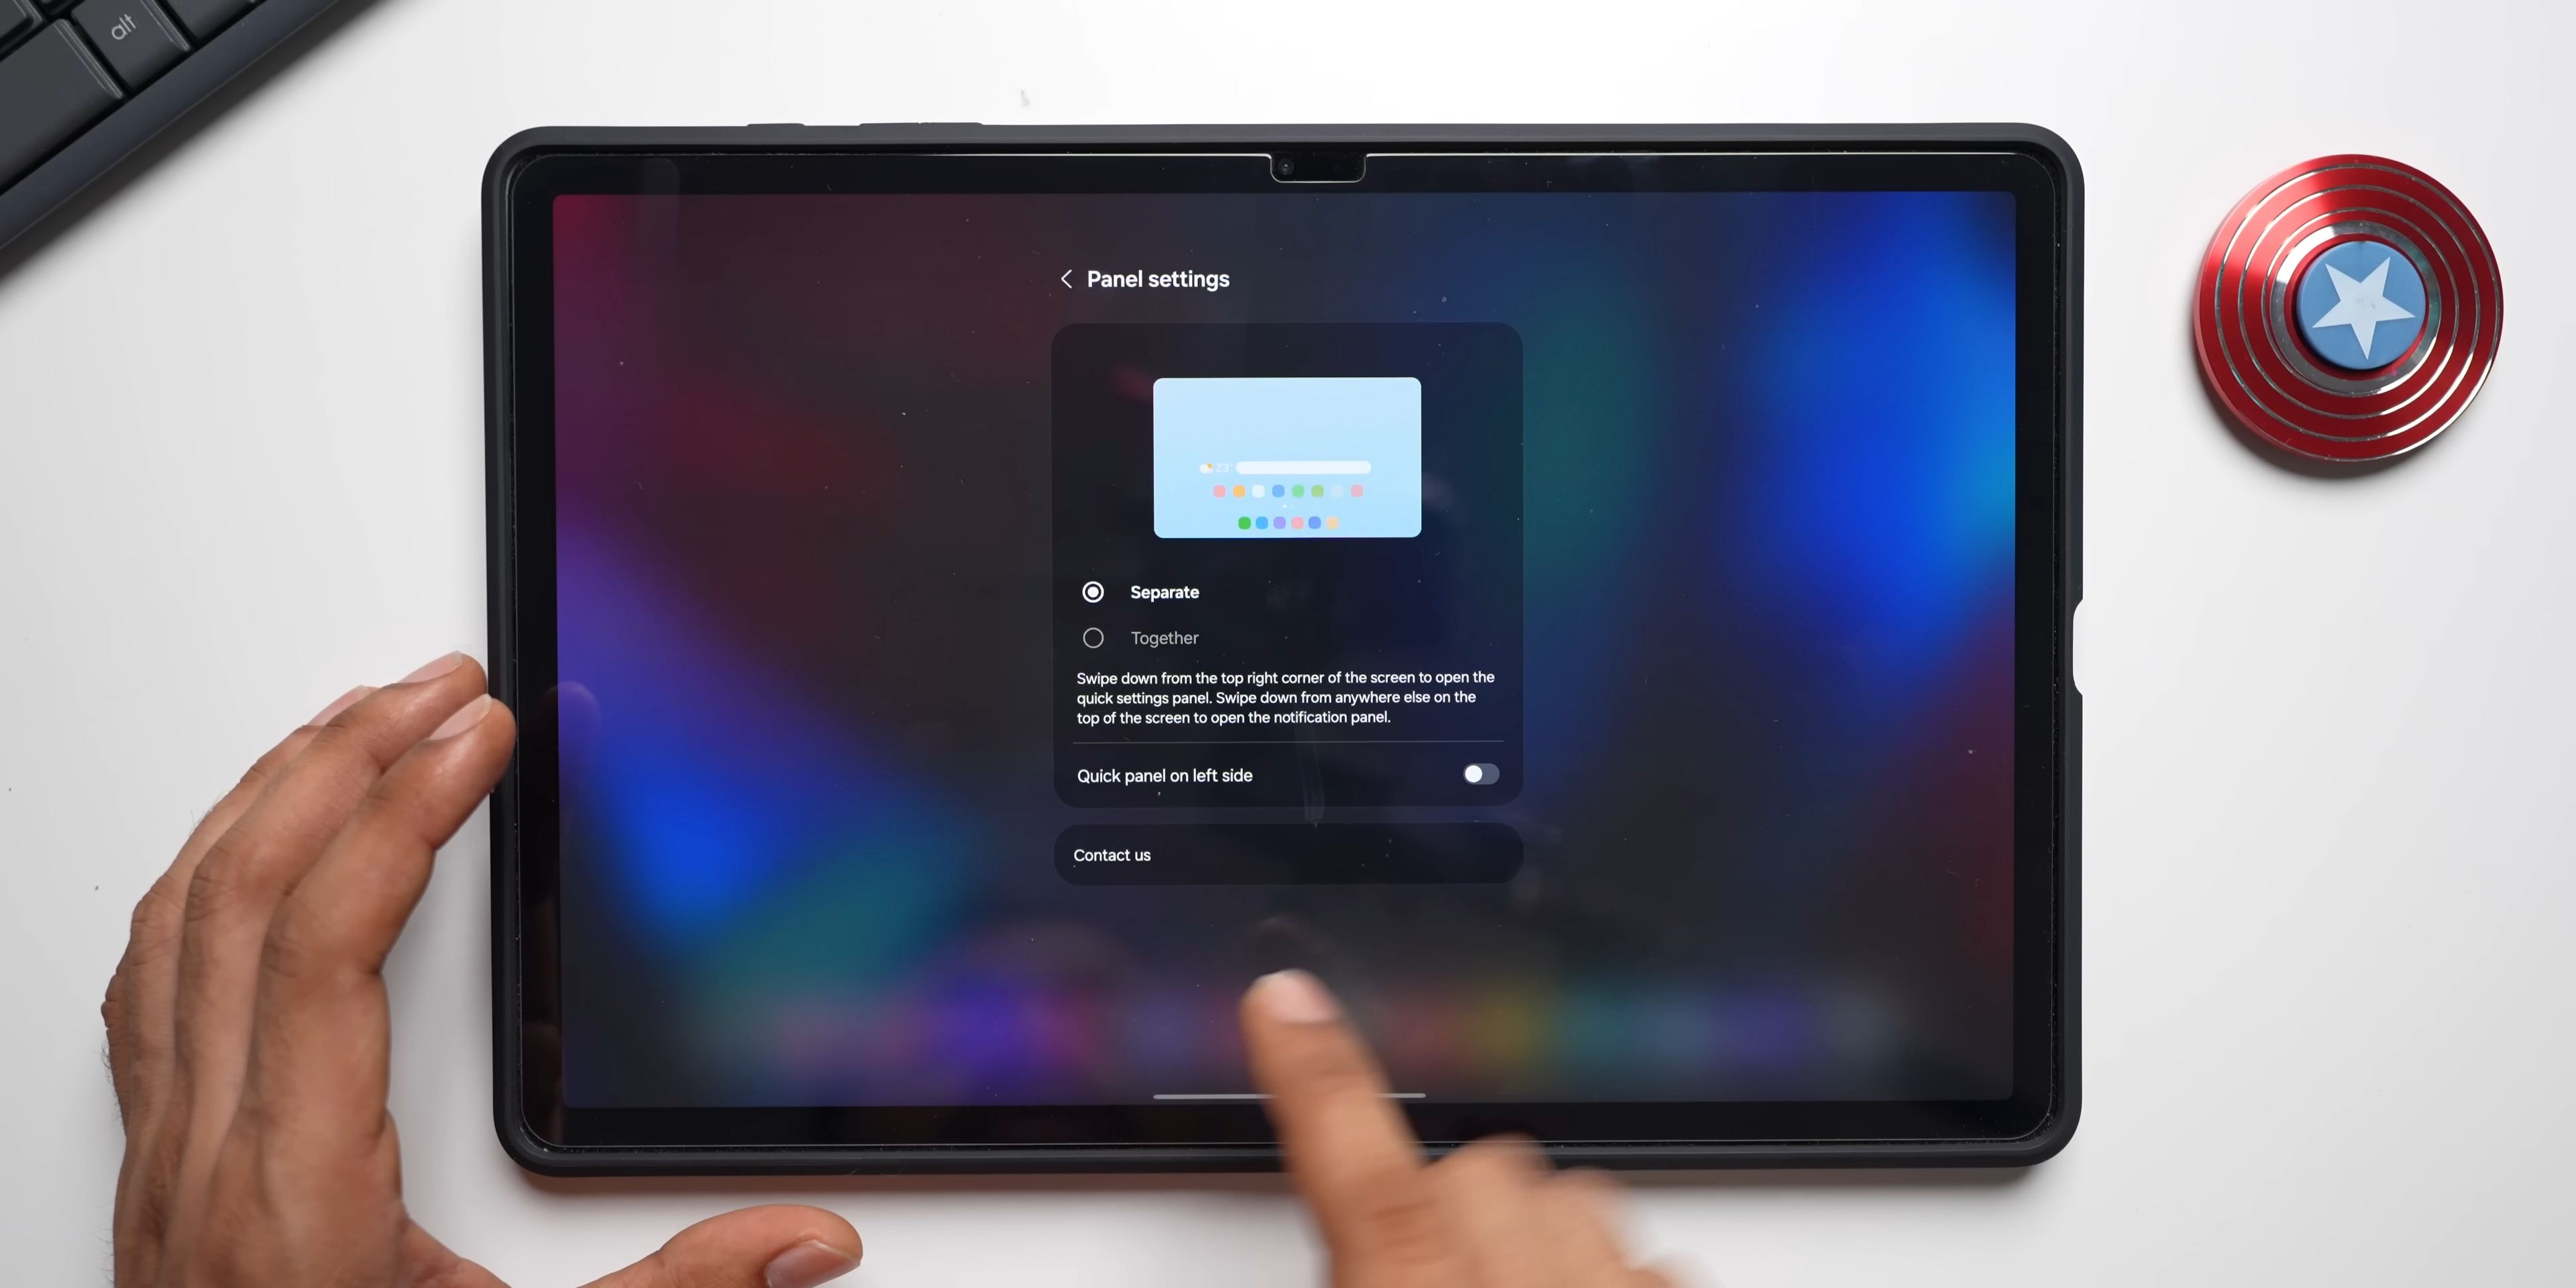 alt
Panel settings
23°
Separate
Together
Swipe down from the top right corner of the screen to open the
quick settings panel. Swipe down from anywhere else on the
top of the screen to open the notification panel.
Quick panel on left side
Contact us